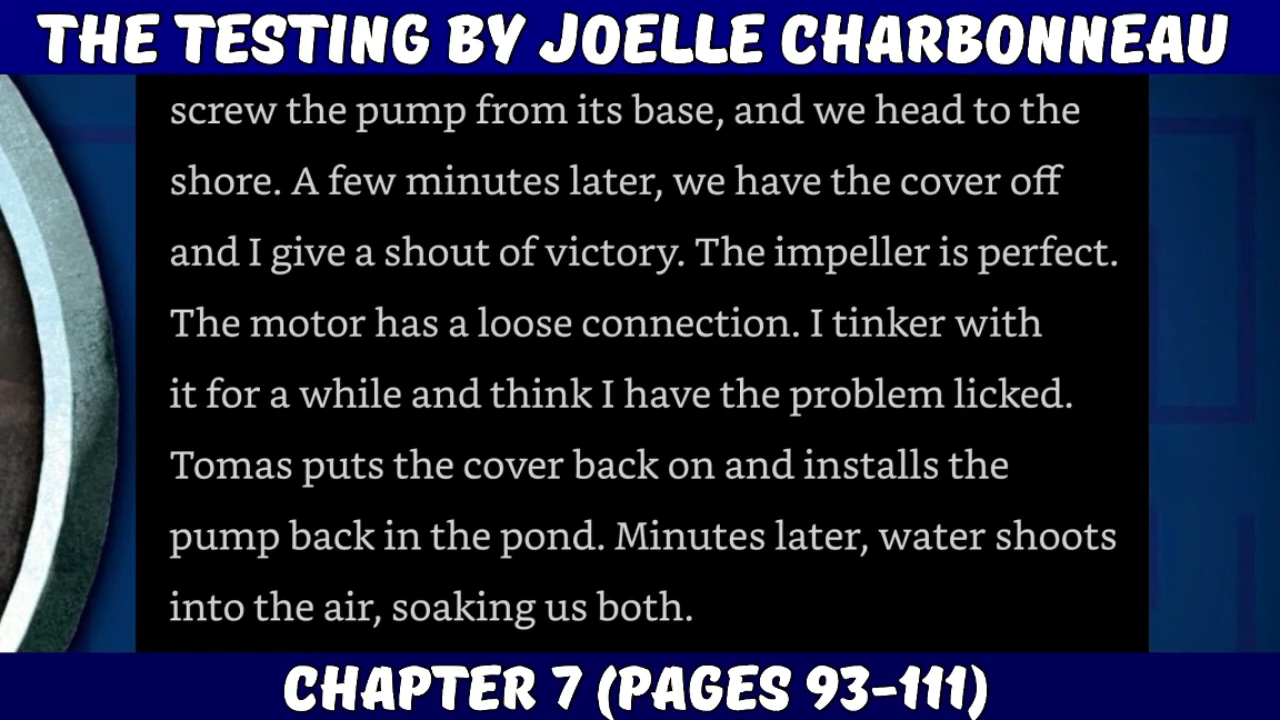 THE TESTING BY JOELLE CHARBONNEAU
screw the pump from its base, and we head to the
shore. A few minutes later, we have the cover off
and I give a shout of victory. The impeller is perfect.
The motor has a loose connection. I tinker with
it for a while and think I have the problem licked.
Tomas puts the cover back on and installs the
pump back in the pond. Minutes later, water shoots
into the air, soaking us both.
CHAPTER 7 (PAGES 93-111)